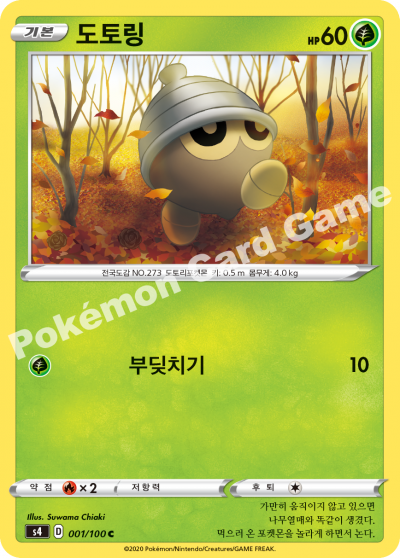 기본 도토링 HP 60
전국도감 NO.273 도토리포켓몬 키: 0.5 m 몸무게: 4.0 kg
Pokémon Card Game
부딪치기 10
약점 ×2 저항력 후퇴
Illus. Suwama Chiaki
s4 D 001/100 C
가만히 움직이지 않고 있으면
나무열매와 똑같이 생겼다.
먹으러 온 포켓몬을 놀라게 하면서 논다.
©2020 Pokémon/Nintendo/Creatures/GAME FREAK.